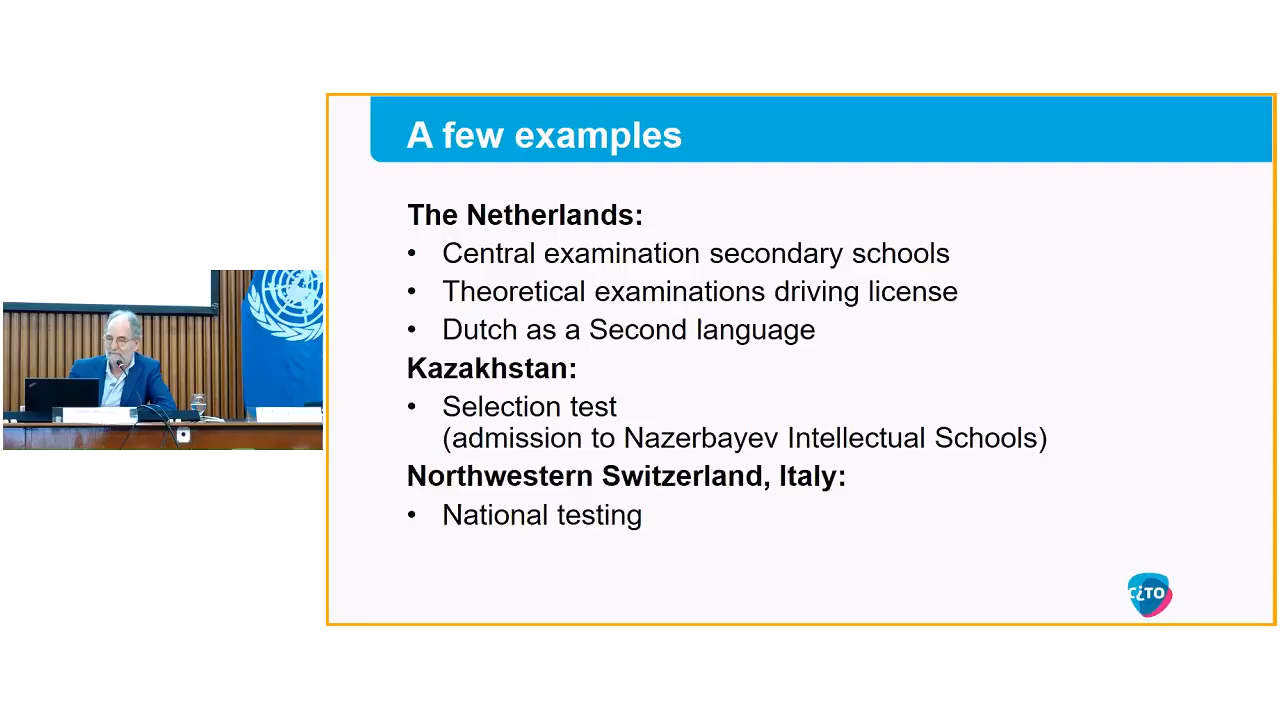 A few examples
The Netherlands:
• Central examination secondary schools
• Theoretical examinations driving license
• Dutch as a Second language
Kazakhstan:
• Selection test
(admission to Nazerbayev Intellectual Schools)
Northwestern Switzerland, Italy:
• National testing
C¿TO